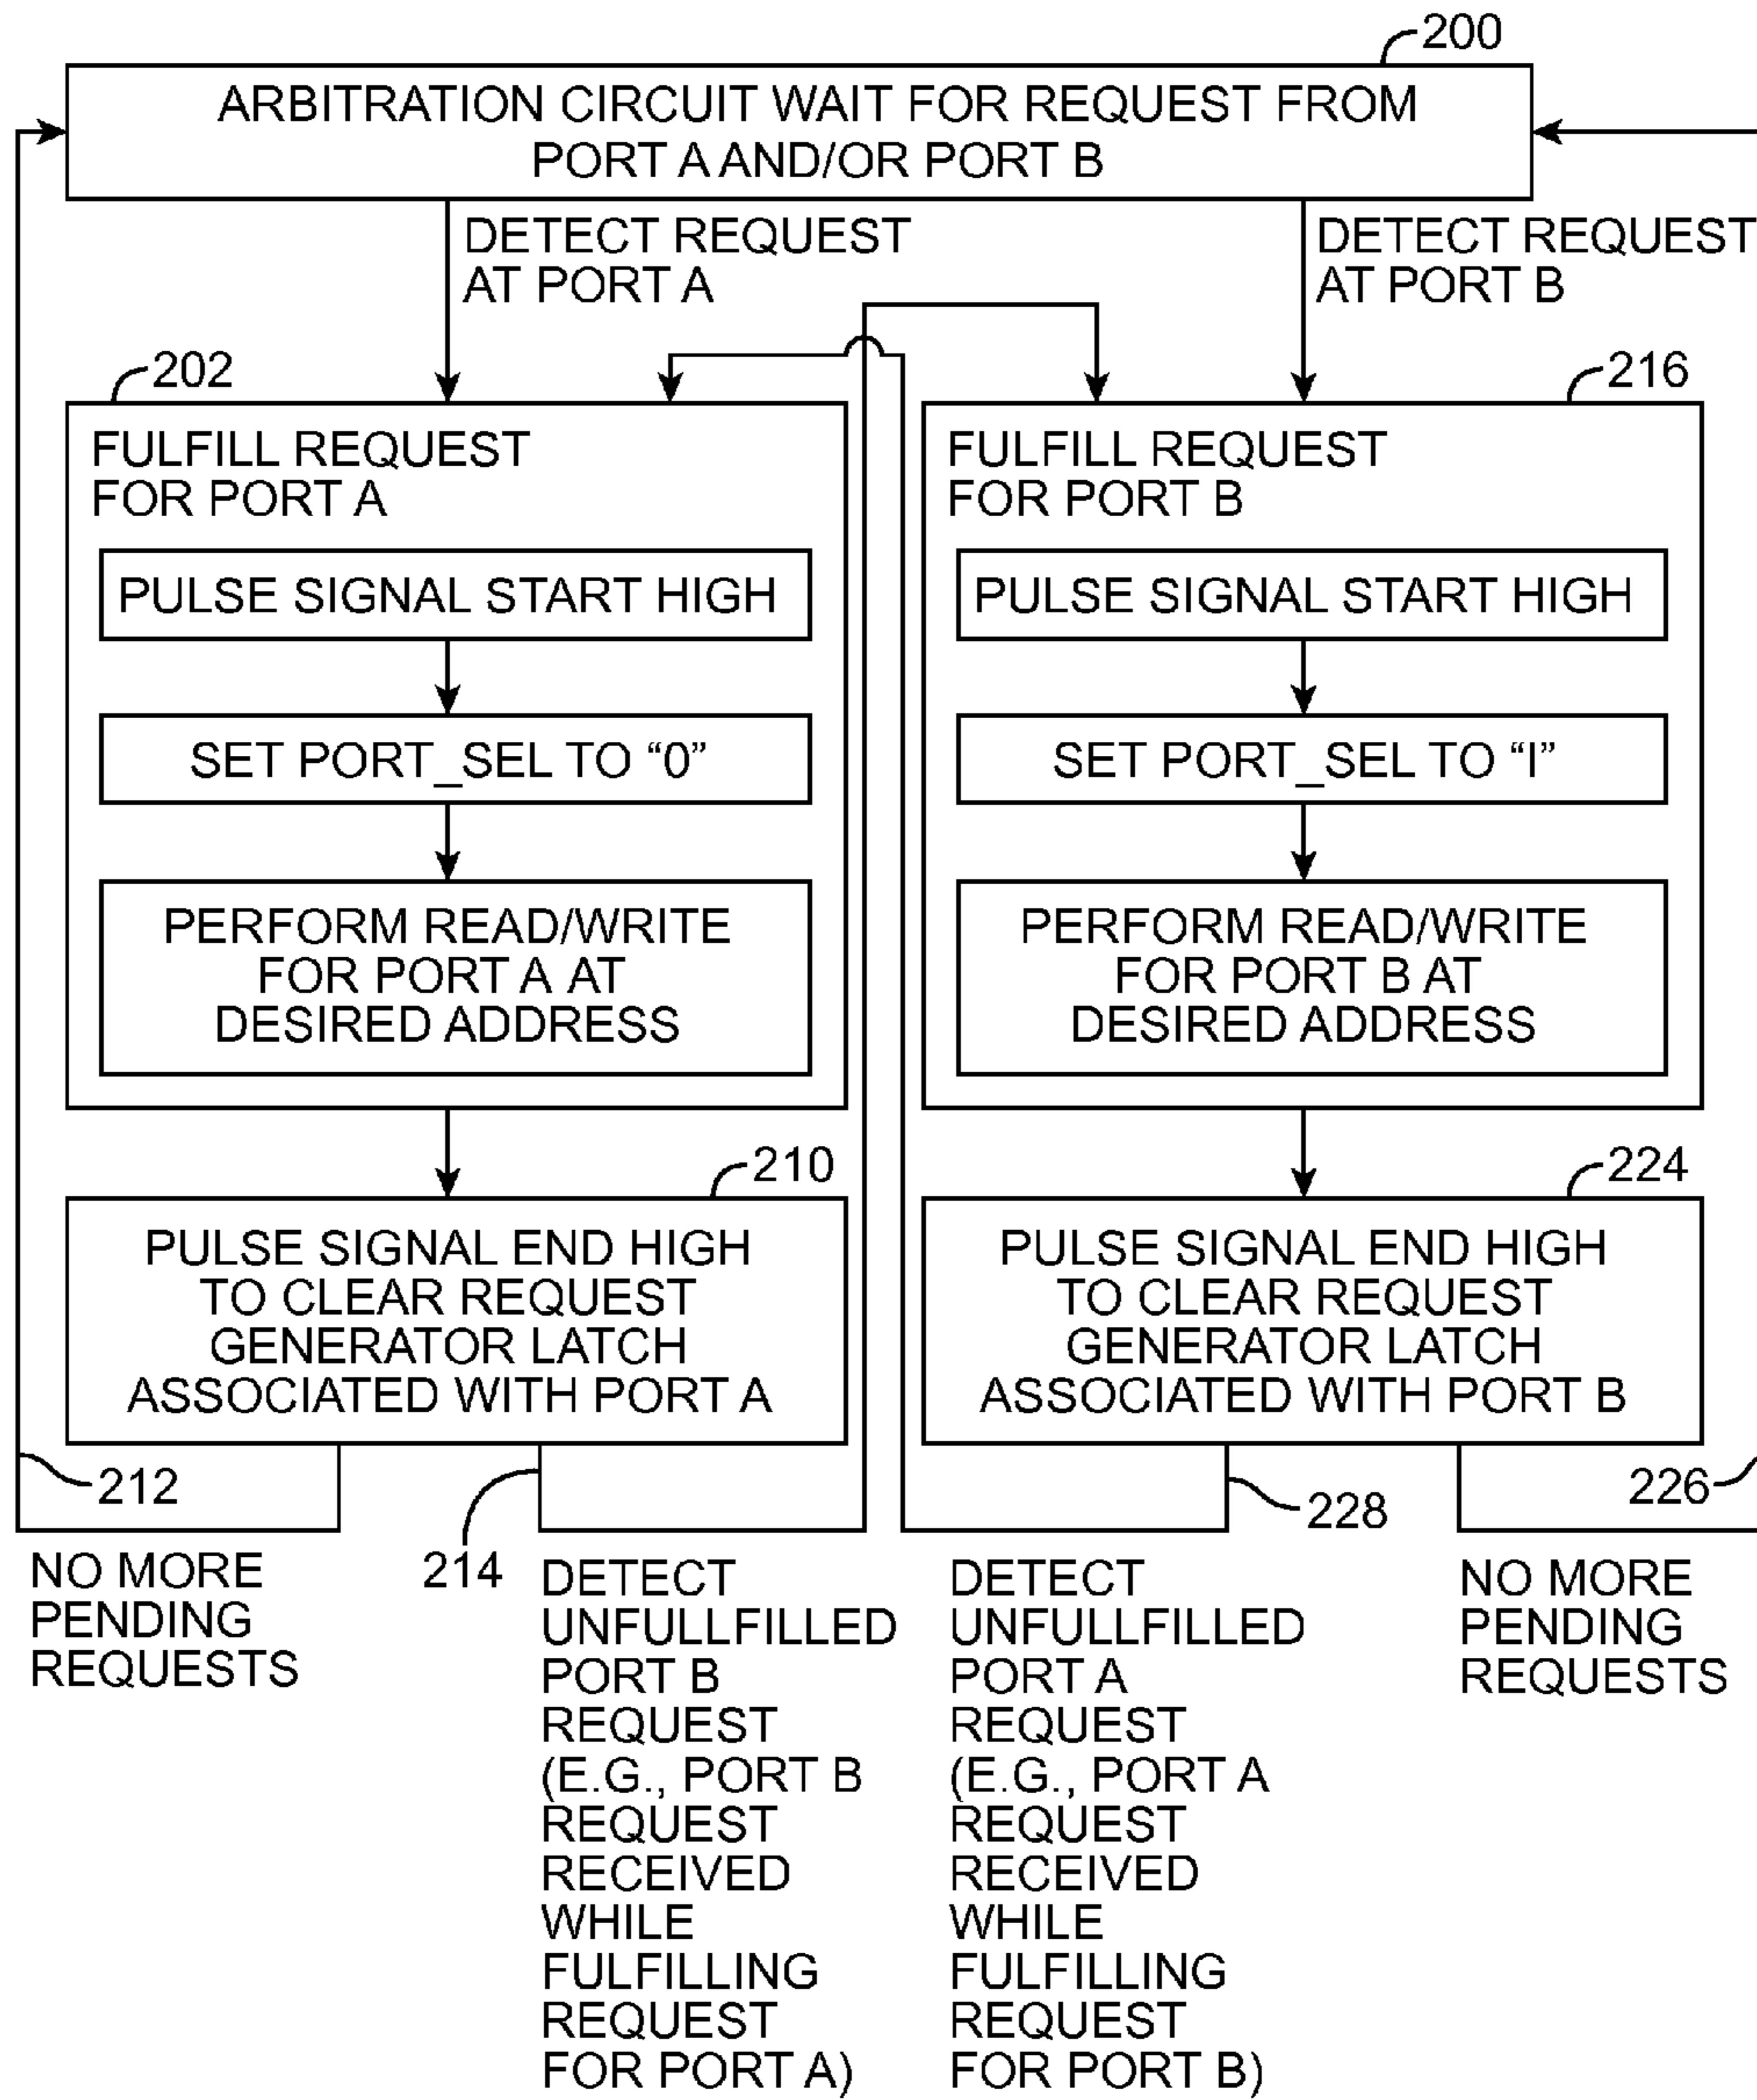 200
ARBITRATION CIRCUIT WAIT FOR REQUEST FROM
PORT A AND/OR PORT B
DETECT REQUEST
AT PORT A
DETECT REQUEST
AT PORT B
202
FULFILL REQUEST
FOR PORT A
PULSE SIGNAL START HIGH
SET PORT_SEL TO “0”
PERFORM READ/WRITE
FOR PORT A AT
DESIRED ADDRESS
216
FULFILL REQUEST
FOR PORT B
PULSE SIGNAL START HIGH
SET PORT_SEL TO “I”
PERFORM READ/WRITE
FOR PORT B AT
DESIRED ADDRESS
210
PULSE SIGNAL END HIGH
TO CLEAR REQUEST
GENERATOR LATCH
ASSOCIATED WITH PORT A
224
PULSE SIGNAL END HIGH
TO CLEAR REQUEST
GENERATOR LATCH
ASSOCIATED WITH PORT B
212
NO MORE
PENDING
REQUESTS
214
DETECT
UNFULLFILLED
PORT B
REQUEST
(E.G., PORT B
REQUEST
RECEIVED
WHILE
FULFILLING
REQUEST
FOR PORT A)
228
DETECT
UNFULLFILLED
PORT A
REQUEST
(E.G., PORT A
REQUEST
RECEIVED
WHILE
FULFILLING
REQUEST
FOR PORT B)
226
NO MORE
PENDING
REQUESTS